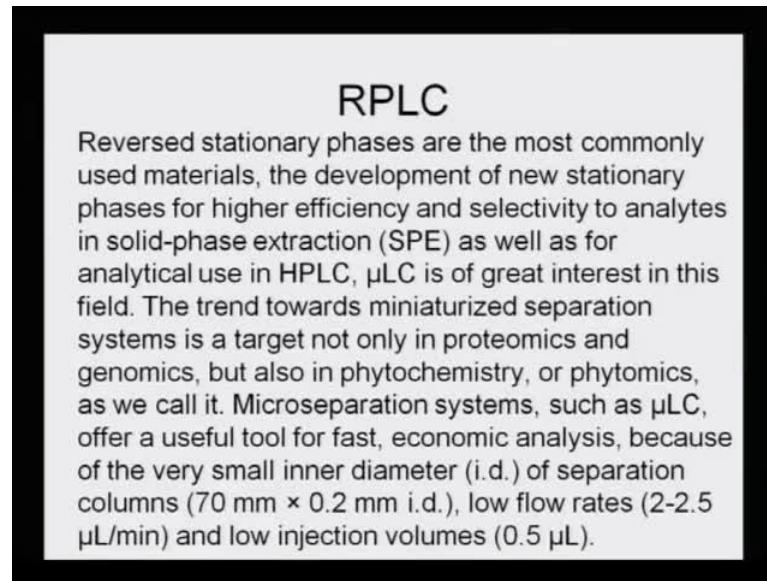 RPLC
Reversed stationary phases are the most commonly
used materials, the development of new stationary
phases for higher efficiency and selectivity to analytes
in solid-phase extraction (SPE) as well as for
analytical use in HPLC, µLC is of great interest in this
field. The trend towards miniaturized separation
systems is a target not only in proteomics and
genomics, but also in phytochemistry, or phytomics,
as we call it. Microseparation systems, such as µLC,
offer a useful tool for fast, economic analysis, because
of the very small inner diameter (i.d.) of separation
columns (70 mm × 0.2 mm i.d.), low flow rates (2-2.5
µL/min) and low injection volumes (0.5 µL).